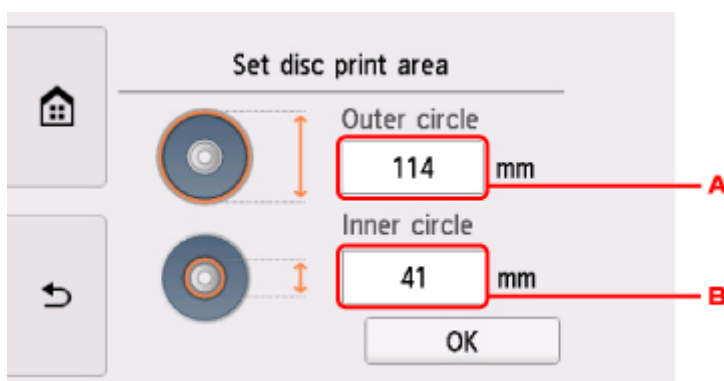 Set disc print area
Outer circle
114 mm
A
Inner circle
41 mm
B
OK